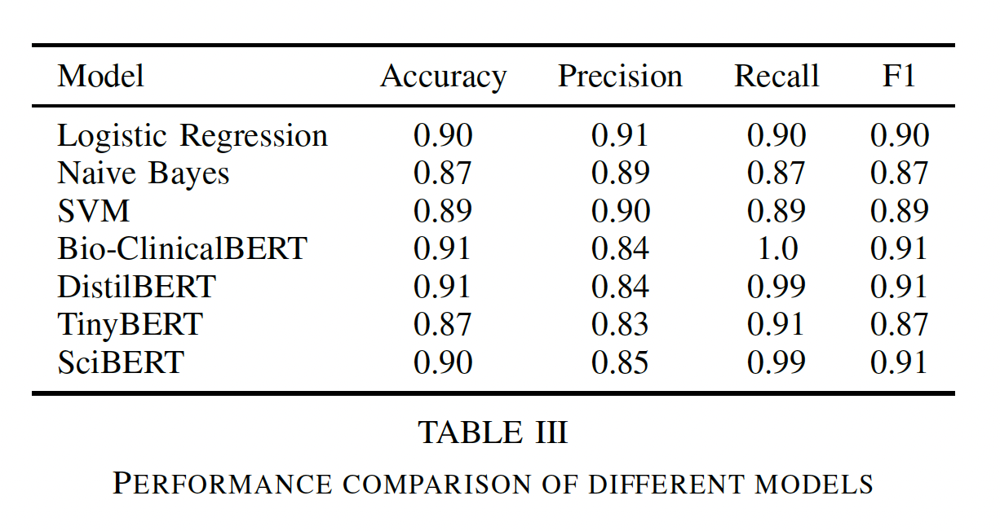 Model Accuracy Precision Recall F1
Logistic Regression 0.90 0.91 0.90 0.90
Naive Bayes 0.87 0.89 0.87 0.87
SVM 0.89 0.90 0.89 0.89
Bio-ClinicalBERT 0.91 0.84 1.0 0.91
DistilBERT 0.91 0.84 0.99 0.91
TinyBERT 0.87 0.83 0.91 0.87
SciBERT 0.90 0.85 0.99 0.91
TABLE III
PERFORMANCE COMPARISON OF DIFFERENT MODELS